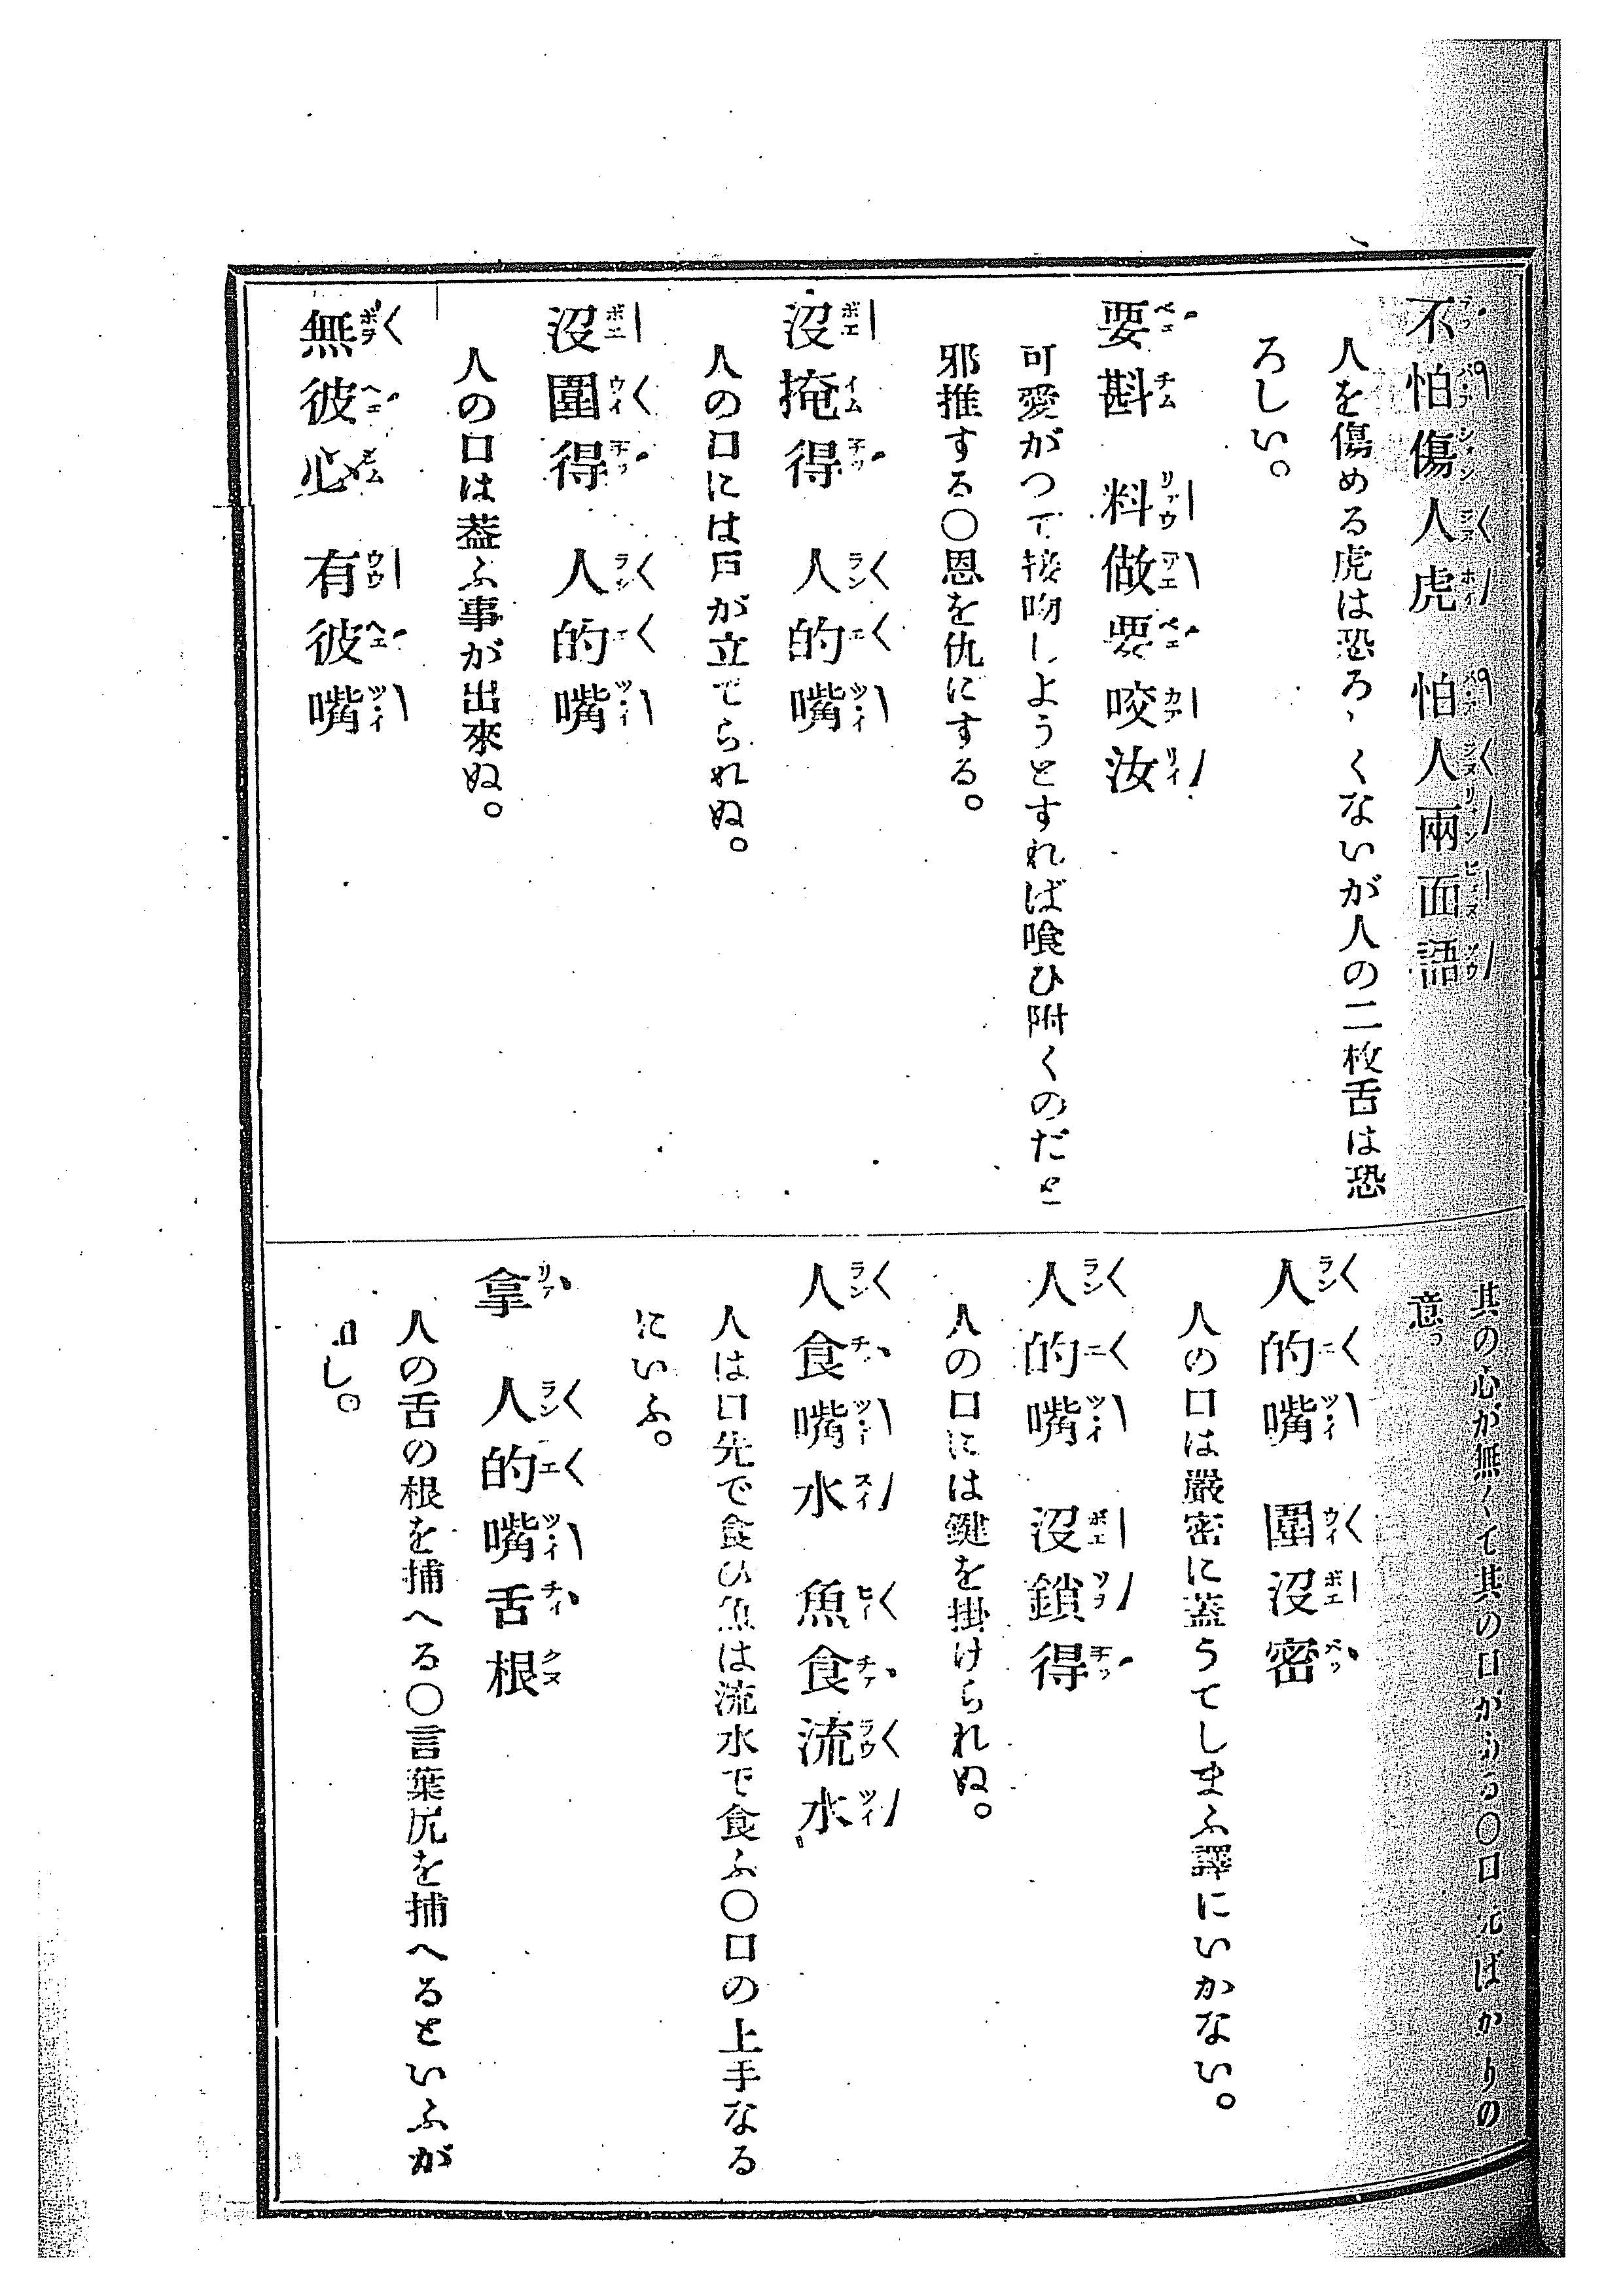 不怕傷人虎　怕人兩面語
人を傷める虎は恐ろゝくないが人の二枚舌は恐
ろしい。
要斟　料做要咬汝
可愛がつて接吻しようとすれば喰ひ附くのだと
邪推する〇恩を仇にする。
沒掩得　人的嘴
人の口には戸が立てられぬ。
沒圍得　人的嘴
人の口は蓋ふ事が出來ぬ。
無彼心　有彼嘴
其の心が無くて其の口がある〇口元ばかりの
意。
人的嘴　圍沒密
人の口は嚴密に蓋うてしまふ譯にいかない。
人的嘴　沒鎖得
人の口には鍵を掛けられぬ。
人食嘴水　魚食流水
人は口先で食ひ魚は流水で食ふ〇口の上手なる
にいふ。
拿　人的嘴舌根
人の舌の根を捕へる〇言葉尻を捕へるといふが
如し。